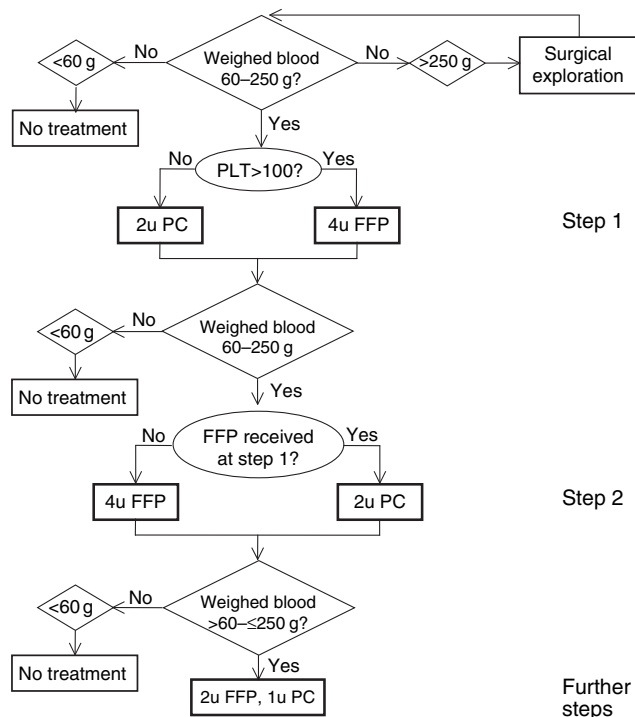 <60 g
No
Weighed blood
60–250 g?
No
>250 g
Surgical
exploration
No treatment
Yes
No
PLT>100?
Yes
2u PC
4u FFP
Step 1
<60 g
No
Weighed blood
60–250 g
No treatment
Yes
No
FFP received
at step 1?
Yes
4u FFP
2u PC
Step 2
<60 g
No
Weighed blood
>60–≤250 g?
No treatment
Yes
2u FFP, 1u PC
Further
steps